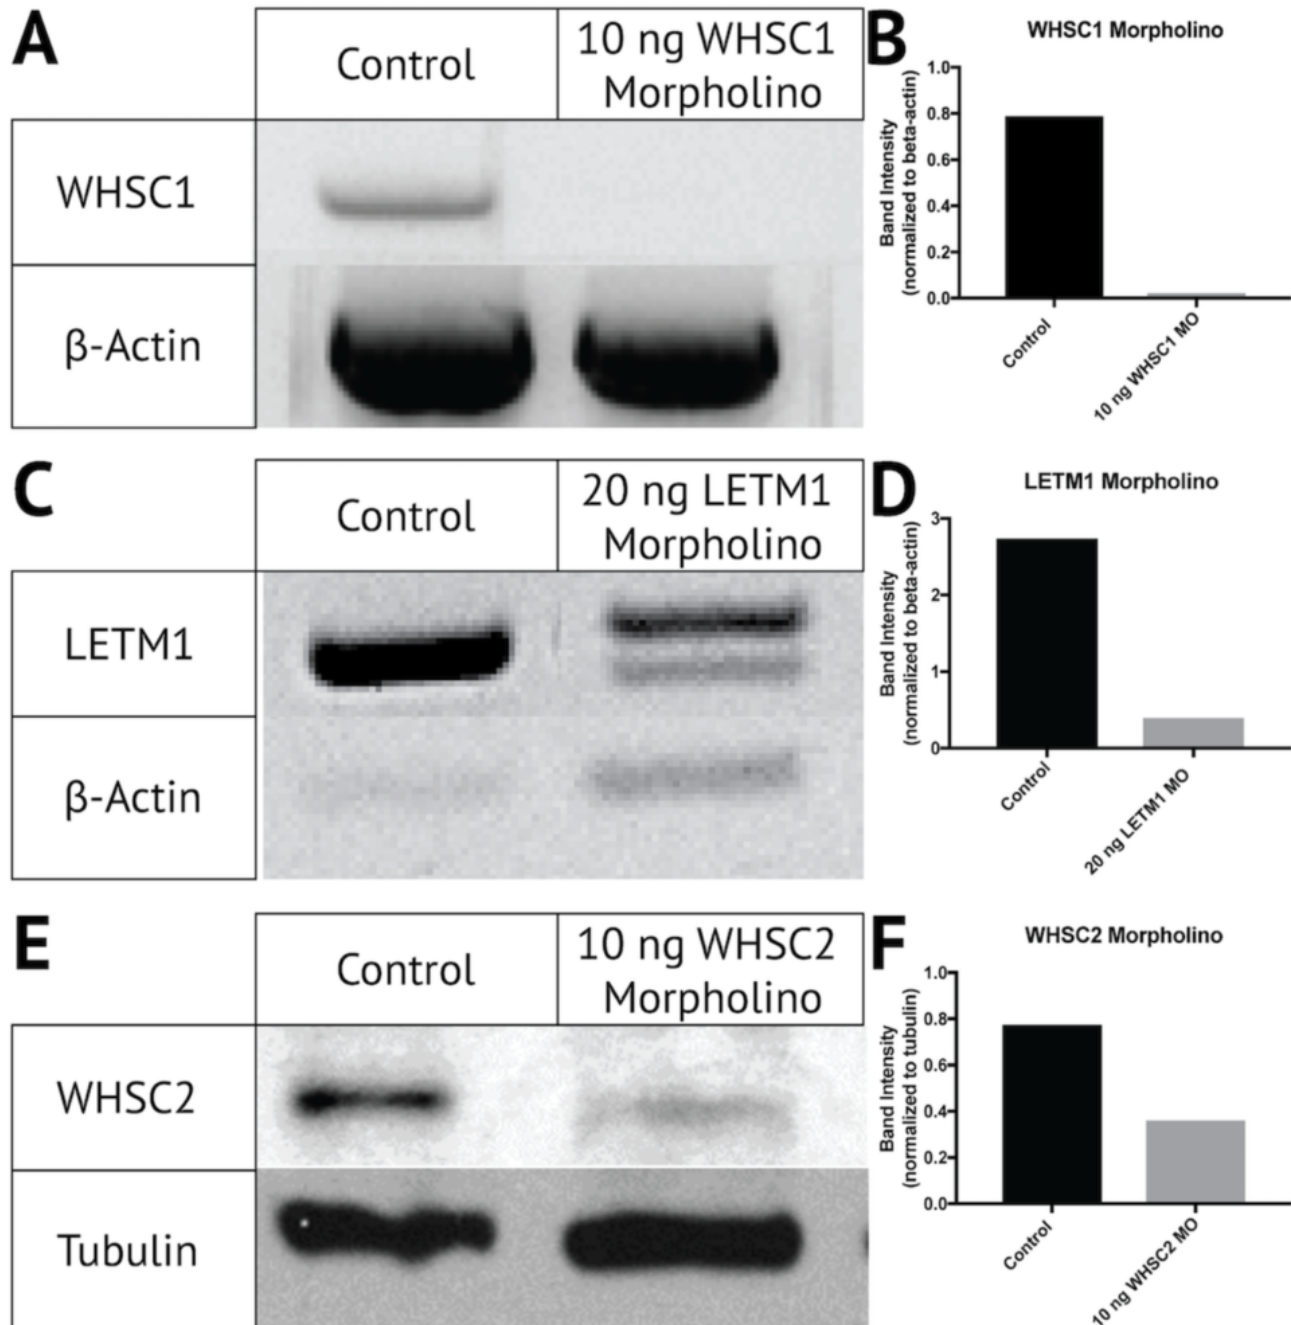 A
Control
10 ng WHSC1
Morpholino
WHSC1
β-Actin
B
WHSC1 Morpholino
Band Intensity
(normalized to beta-actin)
1.0
0.8
0.6
0.4
0.2
0.0
Control
10 ng WHSC1 MO
C
Control
20 ng LETM1
Morpholino
LETM1
β-Actin
D
LETM1 Morpholino
Band Intensity
(normalized to beta-actin)
3
2
1
0
Control
20 ng LETM1 MO
E
Control
10 ng WHSC2
Morpholino
WHSC2
Tubulin
F
WHSC2 Morpholino
Band Intensity
(normalized to tubulin)
1.0
0.8
0.6
0.4
0.2
0.0
Control
10 ng WHSC2 MO